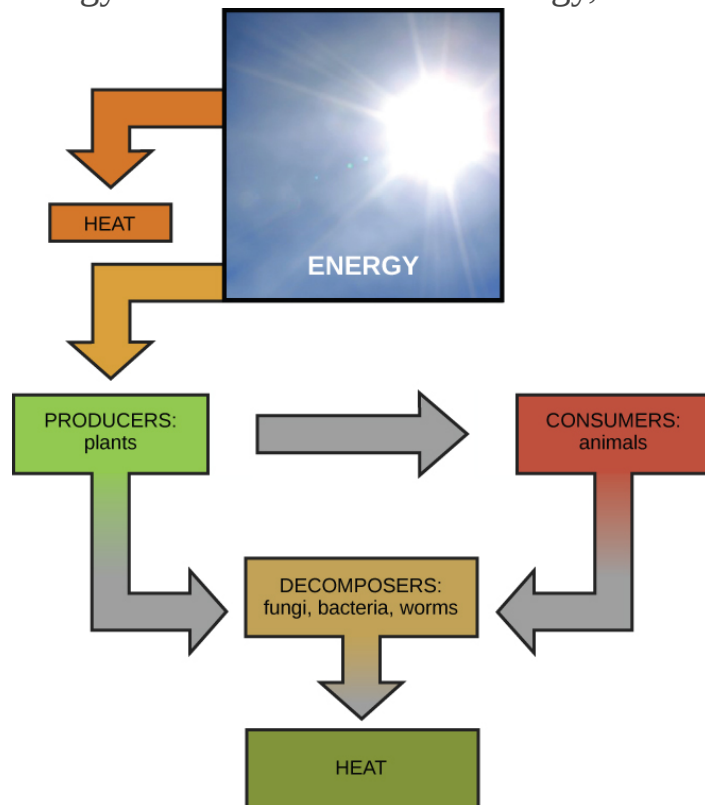 HEAT
ENERGY
PRODUCERS:
plants
CONSUMERS:
animals
DECOMPOSERS:
fungi, bacteria, worms
HEAT